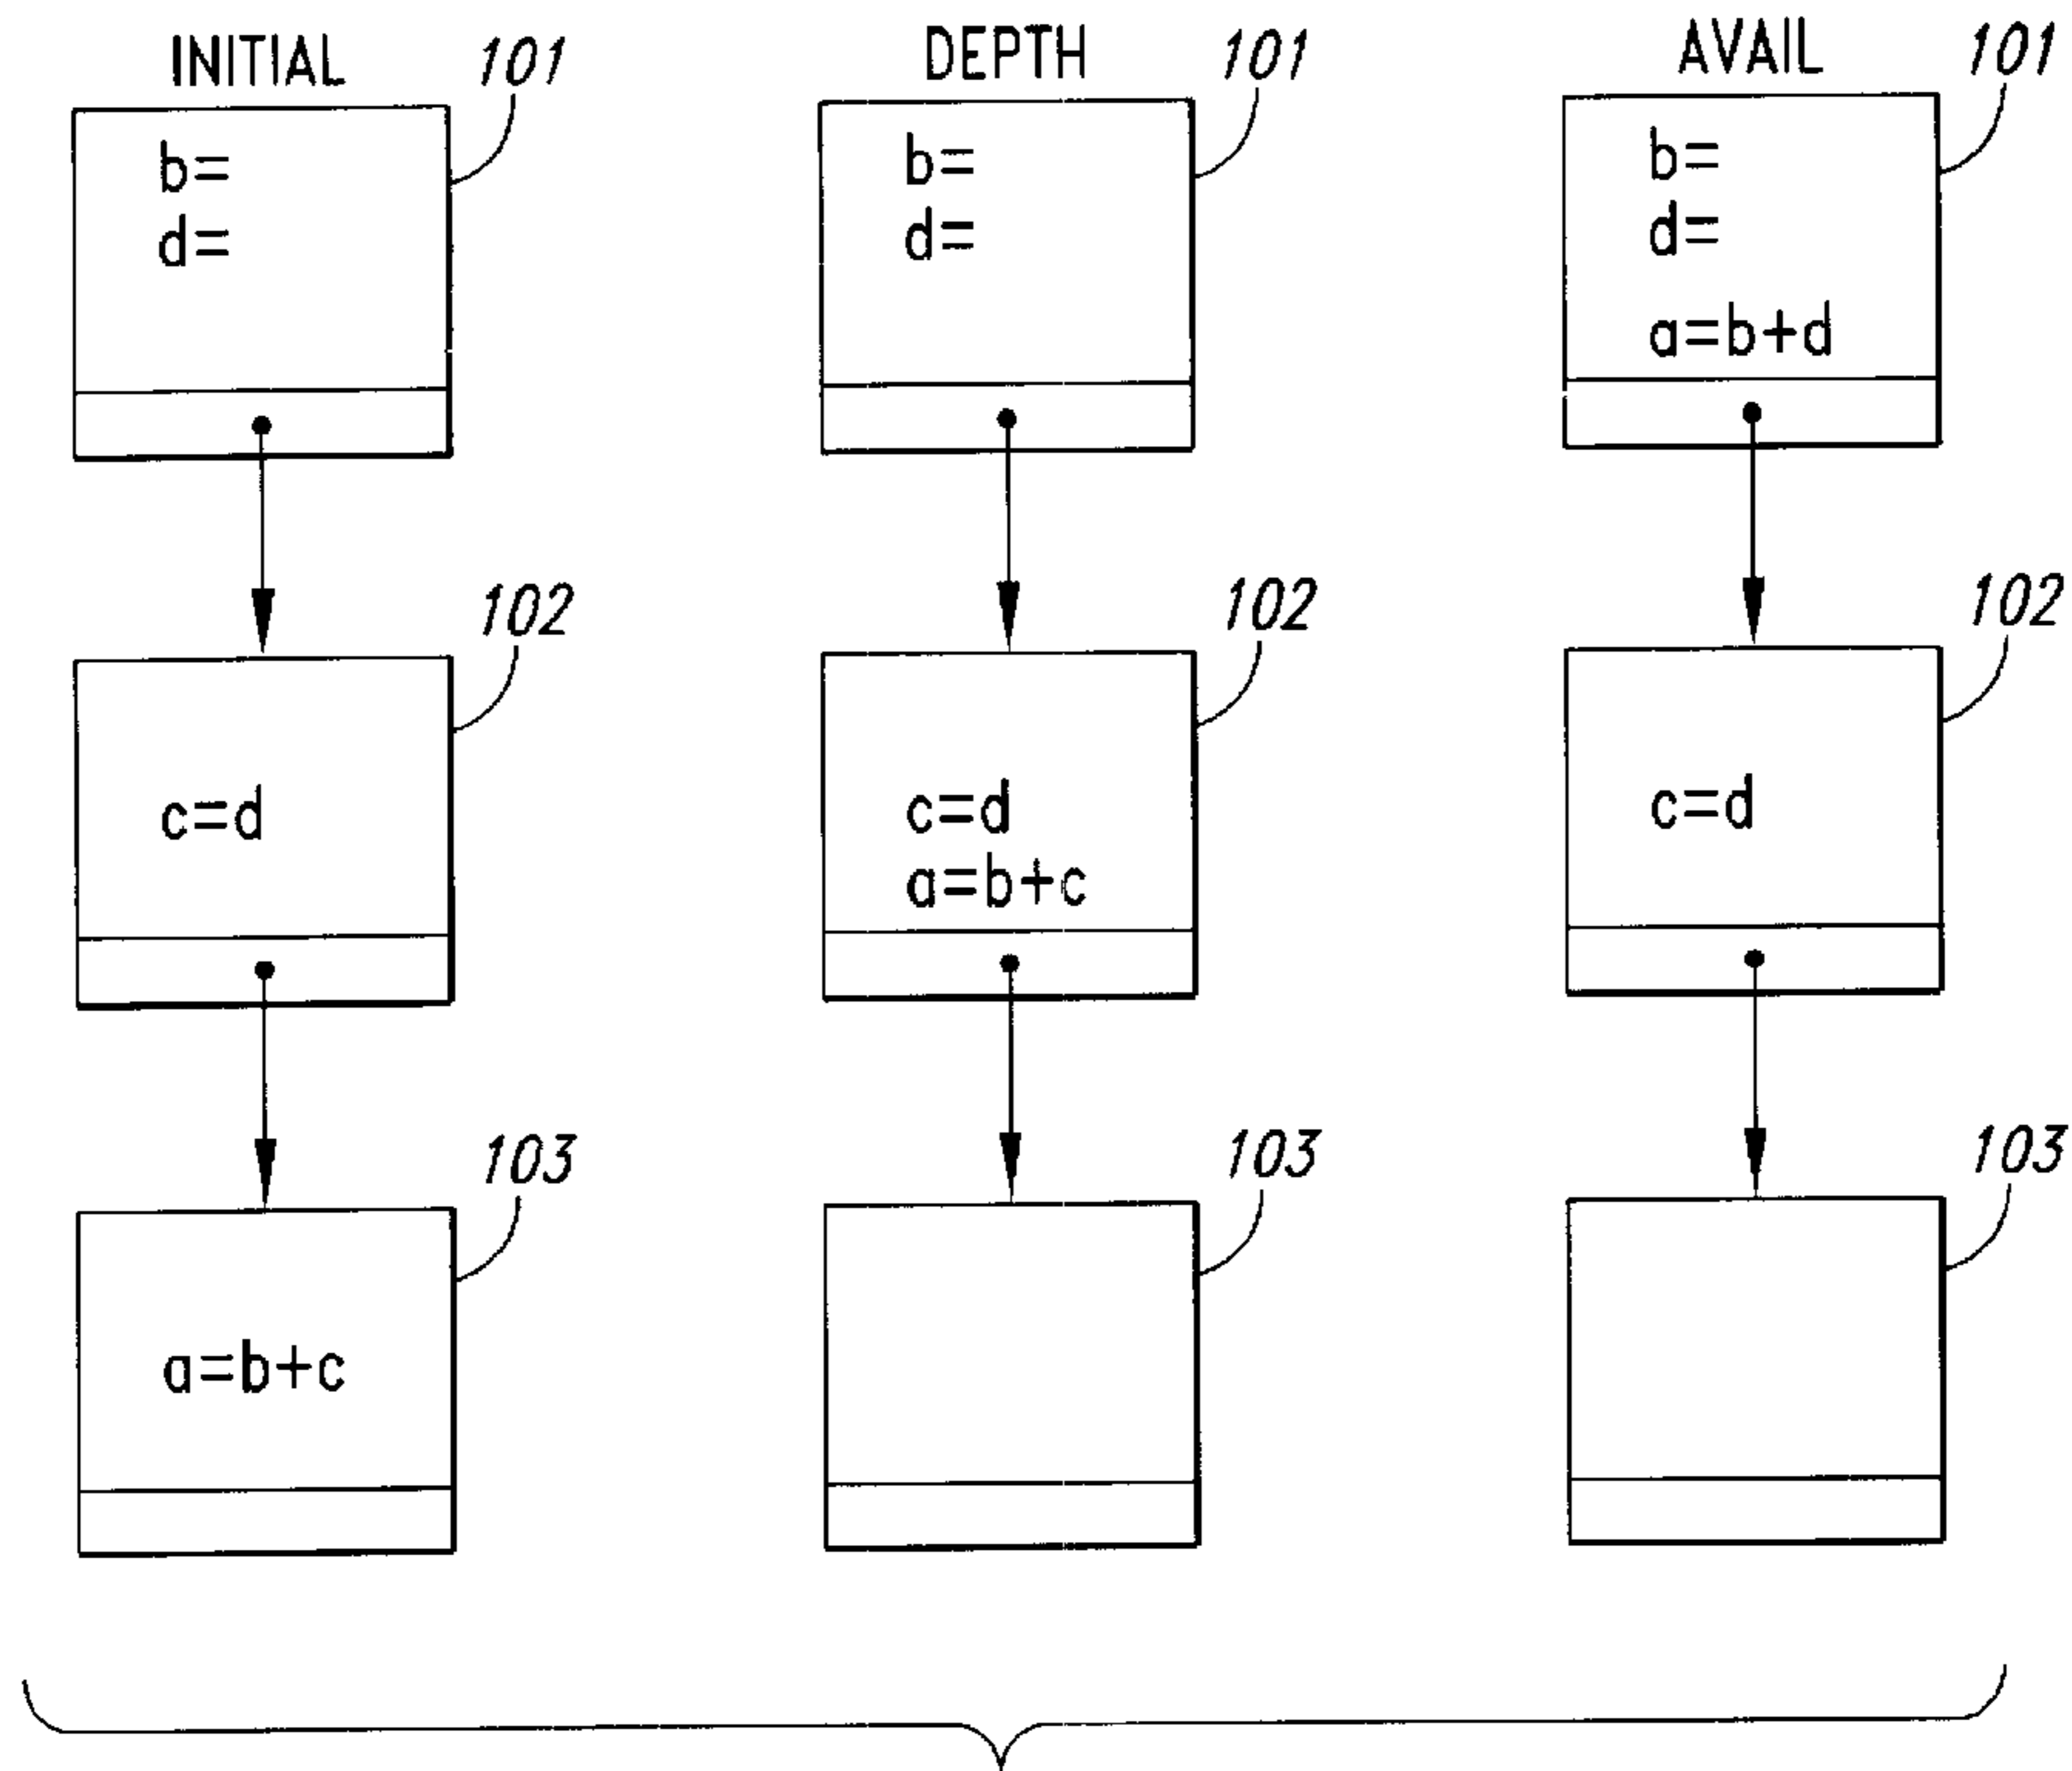 INITIAL 101
b=
d=
102
c=d
103
a=b+c
DEPTH 101
b=
d=
102
c=d
a=b+c
103
AVAIL 101
b=
d=
a=b+d
102
c=d
103